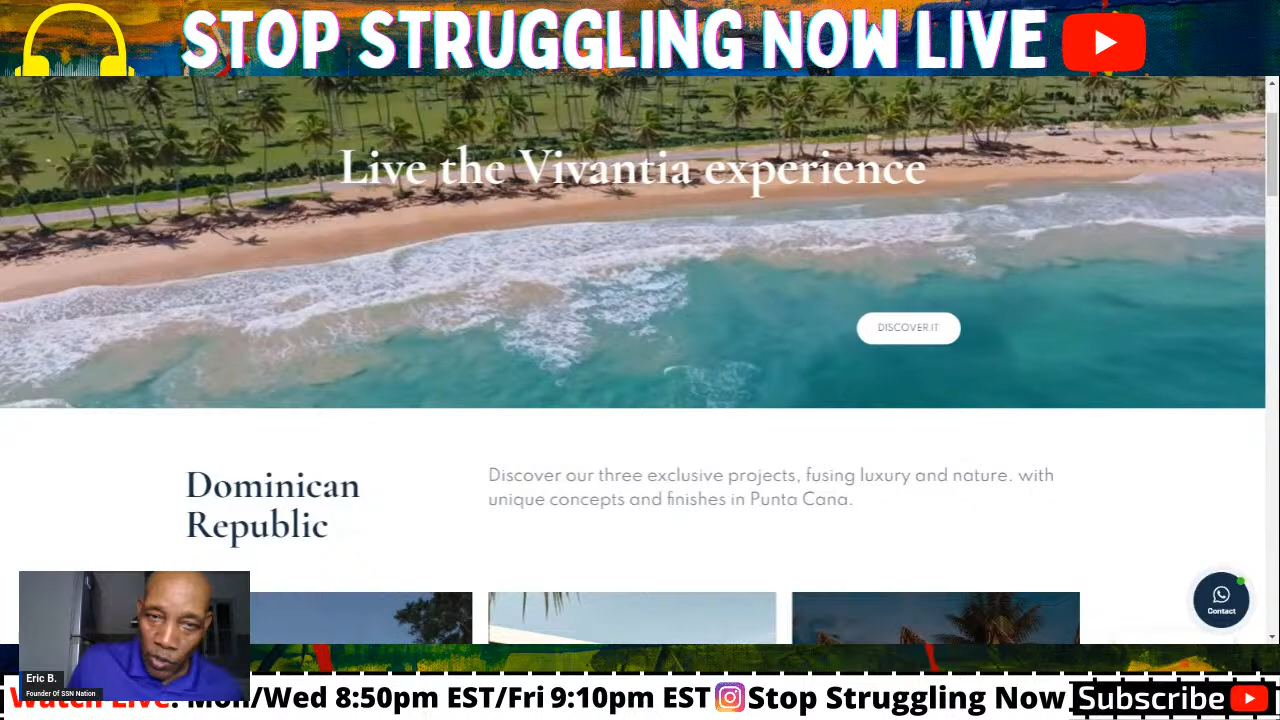 STOP STRUGGLING NOW LIVE
Live the Vivantia experience
DISCOVER IT
Dominican
Republic
Discover our three exclusive projects, fusing luxury and nature. with
unique concepts and finishes in Punta Cana.
Contact
Eric B.
Founder Of SSN Nation
Watch Live: Mon/Wed 8:50pm EST/Fri 9:10pm EST
Stop Struggling Now
Subscribe